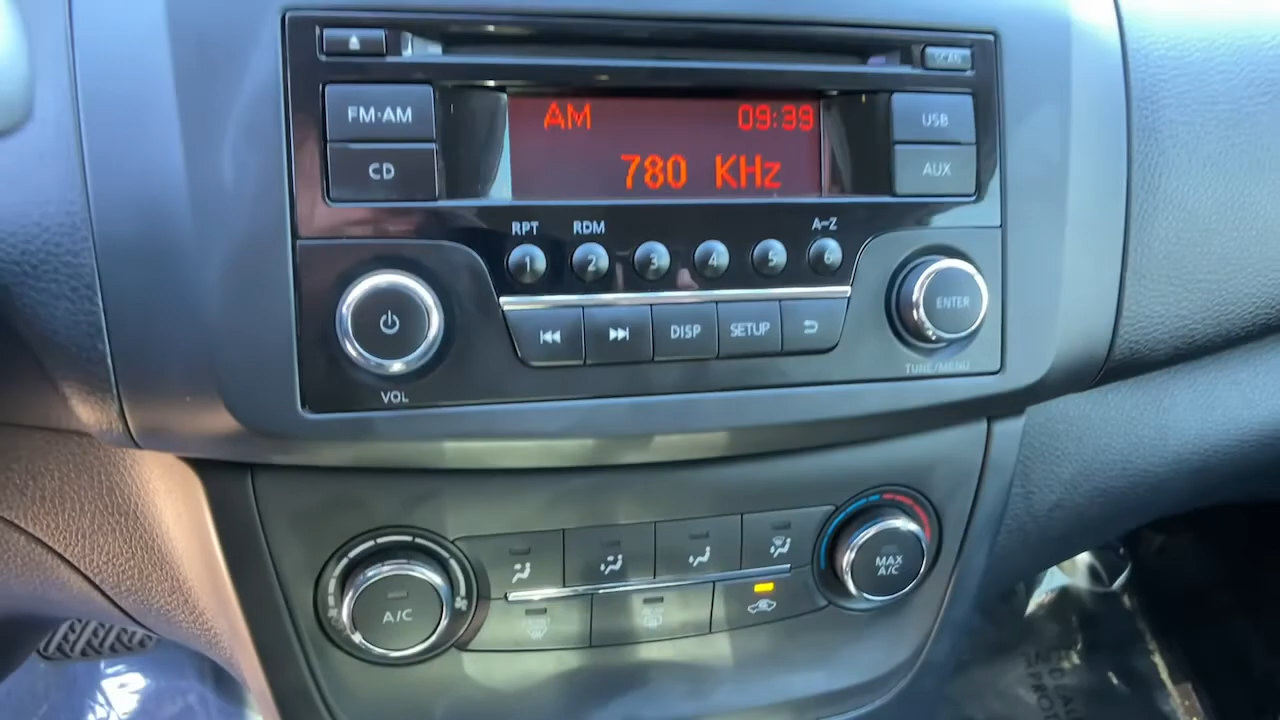 SCAN
FM·AM
AM
09:39
USB
CD
780 KHz
AUX
RPT
RDM
A-Z
1
2
3
4
5
6
ENTER
DISP
SETUP
TUNE/MENU
VOL
MAX
A/C
A/C